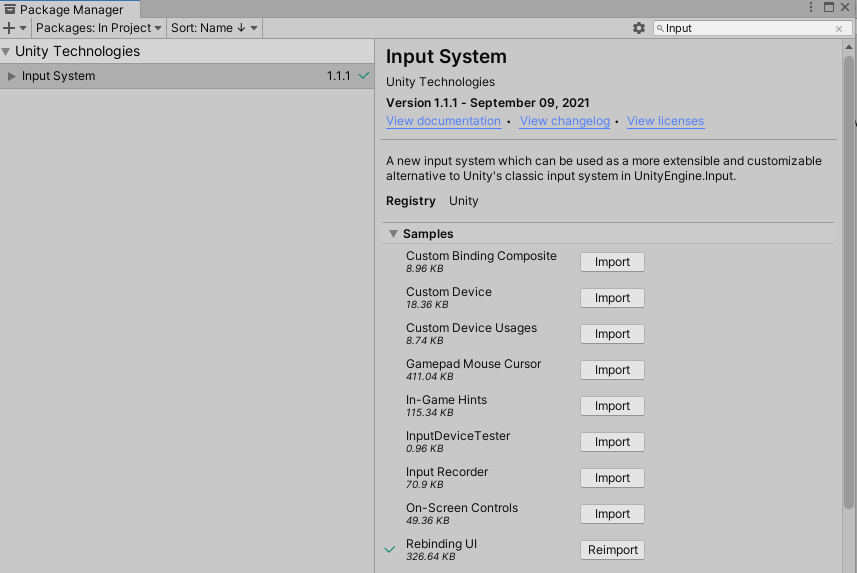 Package Manager
Packages: In Project Sort: Name ↓ Input
Unity Technologies
Input System 1.1.1
Input System
Unity Technologies
Version 1.1.1 - September 09, 2021
View documentation • View changelog • View licenses
A new input system which can be used as a more extensible and customizable
alternative to Unity's classic input system in UnityEngine.Input.
Registry Unity
Samples
Custom Binding Composite Import
8.96 KB
Custom Device Import
18.36 KB
Custom Device Usages Import
8.74 KB
Gamepad Mouse Cursor Import
411.04 KB
In-Game Hints Import
115.34 KB
InputDeviceTester Import
0.96 KB
Input Recorder Import
70.9 KB
On-Screen Controls Import
49.36 KB
Rebinding UI Reimport
326.64 KB